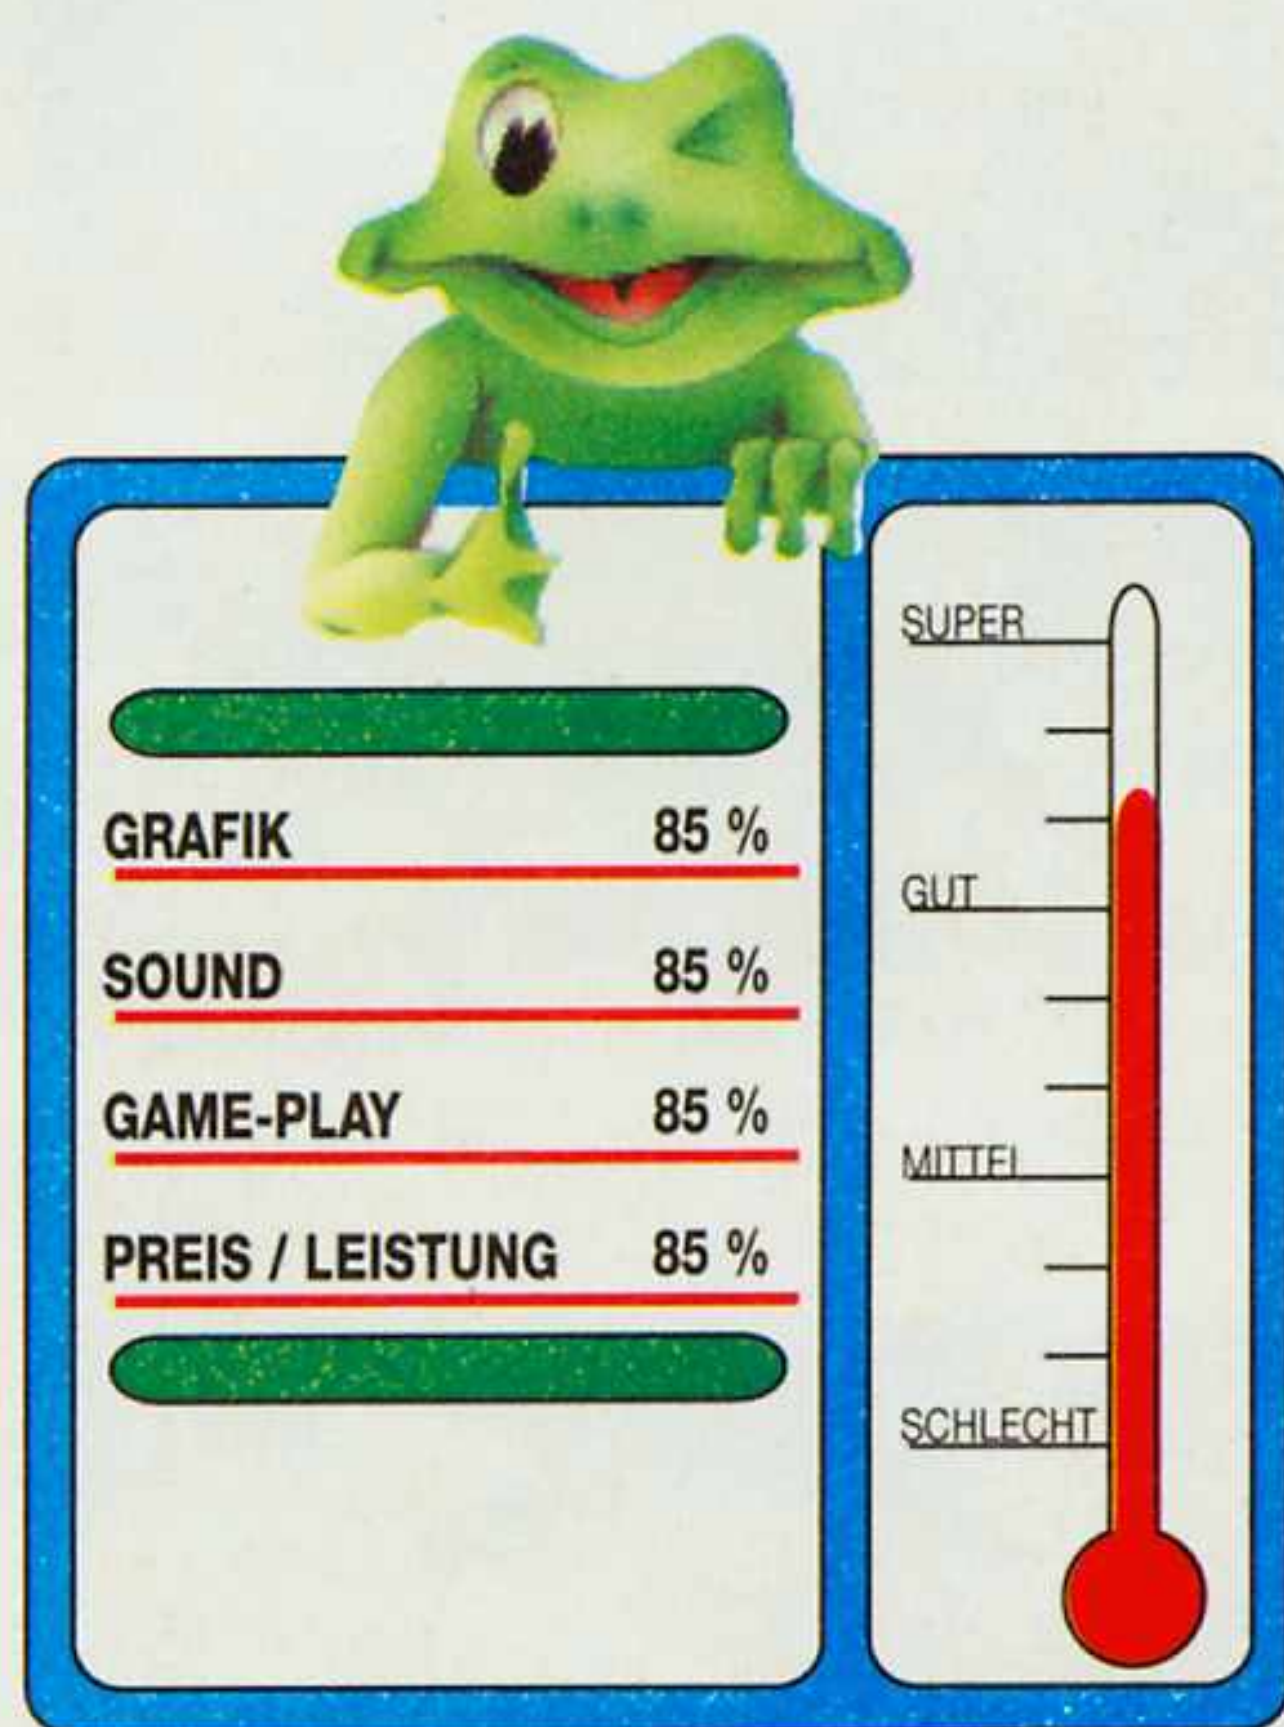 GRAFIK 85 %
SOUND 85 %
GAME-PLAY 85 %
PREIS / LEISTUNG 85 %
SUPER
GUT
MITTEL
SCHLECHT